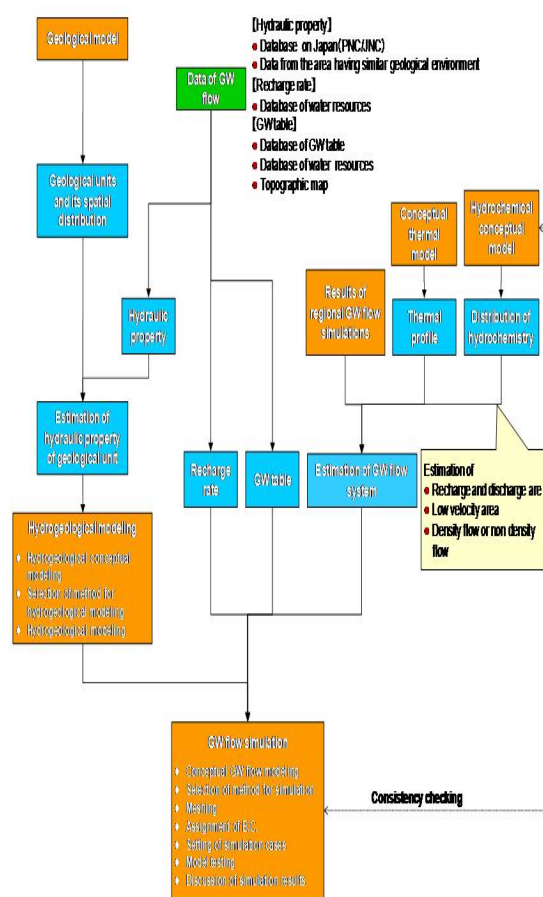 Geological model
Data of GW
flow
【Hydraulic property】
● Database on Japan(PNC/JNC)
● Data from the area having similar geological environment
【Recharge rate】
● Database of water resources
【GW table】
● Database of GW table
● Database of water resources
● Topographic map
Geological units
and its spatial
distribution
Conceptual
thermal
model
Hydrochemical
conceptual
model
Hydraulic
property
Results of
regional GW flow
simulations
Thermal
profile
Distribution of
hydrochemistry
Estimation of
hydraulic property
of geological unit
Recharge
rate
GW table
Estimation of GW flow
system
Estimation of
● Recharge and discharge are
● Low velocity area
● Density flow or non density
flow
Hydrogeological modeling
◆ Hydrogeological conceptual
modeling
◆ Selection of method for
hydrogeological modeling
◆ Hydrogeological modeling
GW flow simulation
◆ Conceptual GW flow modeling
◆ Selection of method for simulation
◆ Meshing
◆ Assignment of B.C.
◆ Setting of simulation cases
◆ Model testing
◆ Discussion of simulation results
Consistency checking